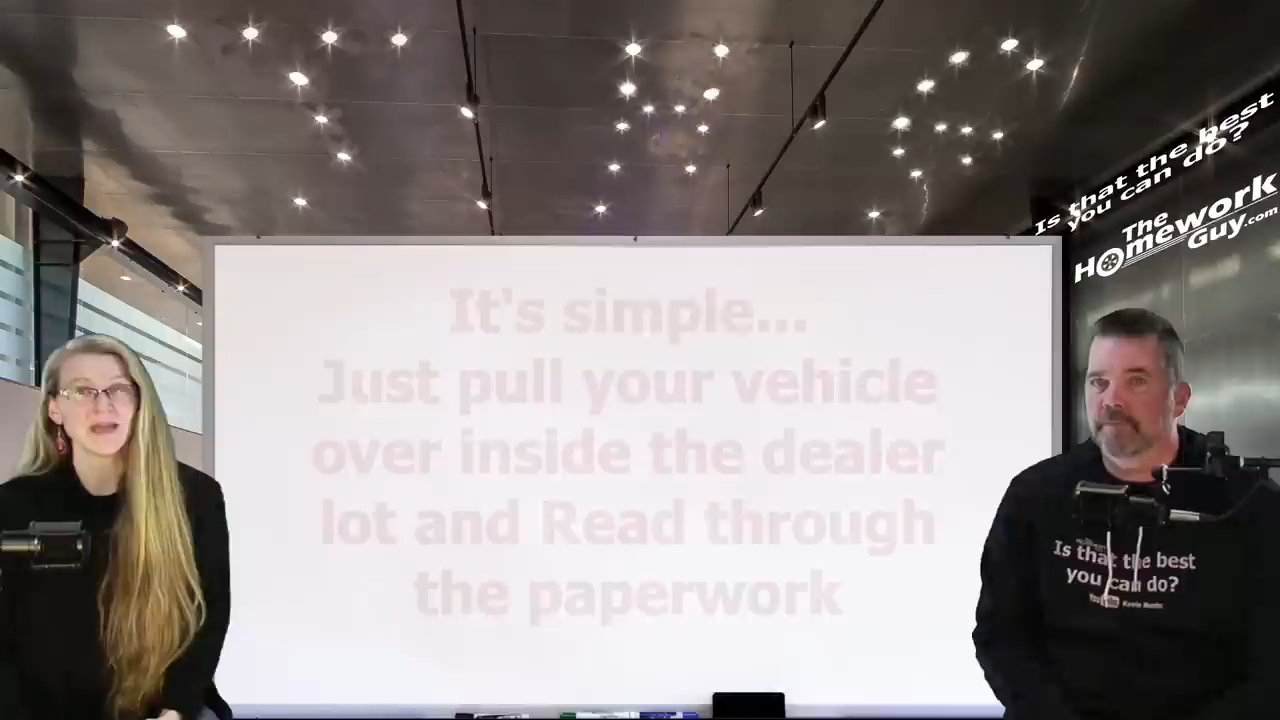 Is that the best
you can do?
The
Homework
Guy.com
It's simple...
Just pull your vehicle
over inside the dealer
lot and Read through
the paperwork
Is that the best
you can do?
YouTube